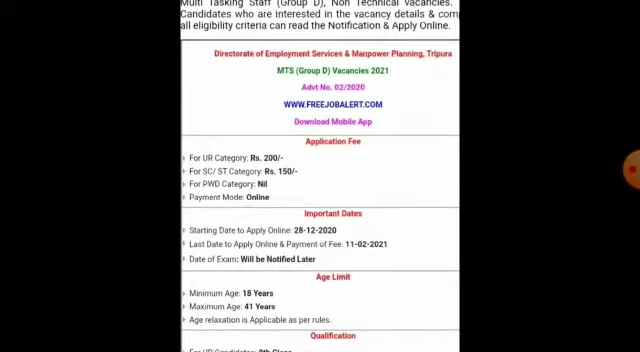 Multi Tasking Staff (Group D), Non Technical Vacancies.
Candidates who are interested in the vacancy details &
all eligibility criteria can read the Notification & Apply Online.
Directorate of Employment Services & Manpower Planning, Tripura
MTS (Group D) Vacancies 2021
Advt No. 02/2020
WWW.FREEJOBALERT.COM
Download Mobile App
Application Fee
For UR Category: Rs. 200/-
For SC/ ST Category: Rs. 150/-
For PWD Category: Nil
Payment Mode: Online
Important Dates
Starting Date to Apply Online: 28-12-2020
Last Date to Apply Online & Payment of Fee: 11-02-2021
Date of Exam: Will be Notified Later
Age Limit
Minimum Age: 18 Years
Maximum Age: 41 Years
Age relaxation is Applicable as per rules.
Qualification